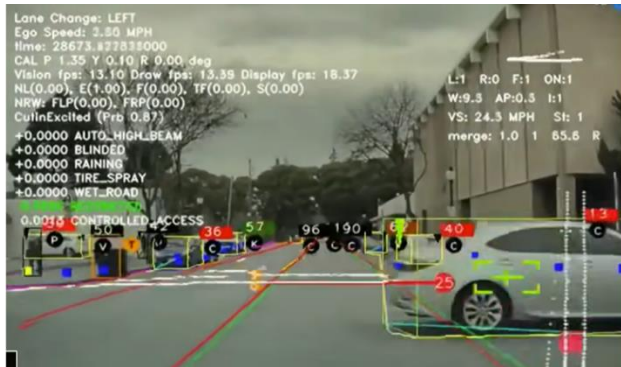 Lane Change: LEFT
Ego Speed: MPH
time:
CAL P 1.35 Y 0.10 R 0.00 deg
Vision fps: 13.10 Draw fps: 13.39 Display fps: 18.37
NL(0.00), E(1.00), F(0.00), TF(0.00), S(0.00)
NRW: FLP(0.00), FRP(0.00)
CutinExcited (Prb 0.87)
+0.0000 AUTO_HIGH_BEAM
+0.0000 BLINDED
+0.0000 RAINING
+0.0000 TIRE_SPRAY
+0.0000 WET_ROAD
0.0013 CONTROLLED_ACCESS
L:1 R:0 F:1 ON:1
W:9.3 AP:0.5 I:1
VS: 24.3 MPH St: 1
merge: 1.0 1 65.6 R
50 42 36 57 96 190 40 13
P V T C K C G C C C
25